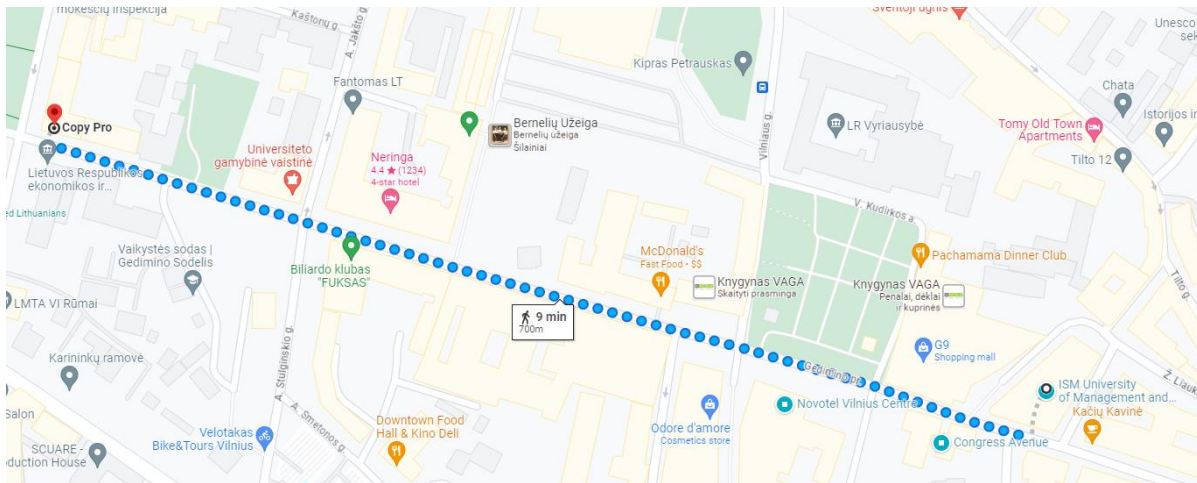 mokesčių inspekcija
Kaštonų g.
A. Jakšto g.
Fantomas LT
Copy Pro
Universiteto
gamybinė vaistinė
Lietuvos Respublikos
ekonomikos ir...
Neringa
4.4 ★ (1234)
4-star hotel
Bernelių Užeiga
Bernelių užeiga
Šilainiai
Kipras Petrauskas
Šventoji ugnis
Unesco
Vilniaus g.
LR Vyriausybė
Chata
Istorijos
Tomy Old Town
Apartments
Tilto 12
Lithuanians
Vaikystės sodas |
Gedimino Sodelis
Biliardo klubas
"FUKSAS"
LMTA VI Rūmai
A. Stulginskio g.
9 min
700m
McDonald's
Fast Food - $$
Knygynas VAGA
Skaityti prasminga
V. Kudirkos a.
Pachamama Dinner Club
Knygynas VAGA
Penalai, dėklai
ir kuprinės
Tilto g.
G9
Shopping mall
Gedimino pr.
Karininkų ramovė
A. Smetonos g.
Salon
SCUARE -
duction House
Velotakas
Bike&Tours Vilnius
Downtown Food
Hall & Kino Deli
Odore d'amore
Cosmetics store
Novotel Vilnius Centre
Congress Avenue
ISM University
of Management and...
Kačių Kavinė
Ž. Liauk